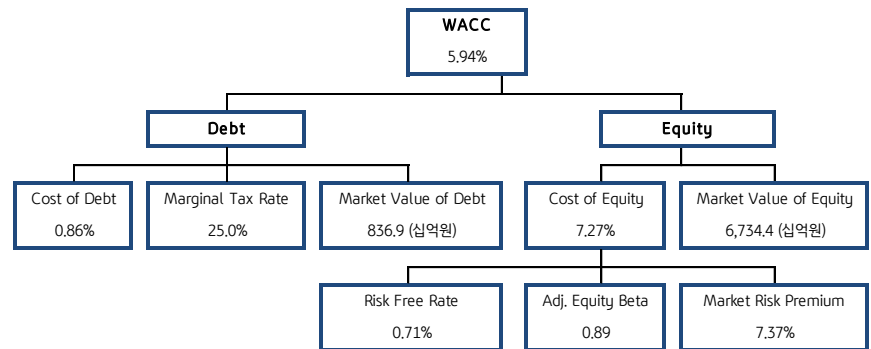 WACC
5.94%
Debt
Equity
Cost of Debt
0.86%
Marginal Tax Rate
25.0%
Market Value of Debt
836.9 (십억원)
Cost of Equity
7.27%
Market Value of Equity
6,734.4 (십억원)
Risk Free Rate
0.71%
Adj. Equity Beta
0.89
Market Risk Premium
7.37%